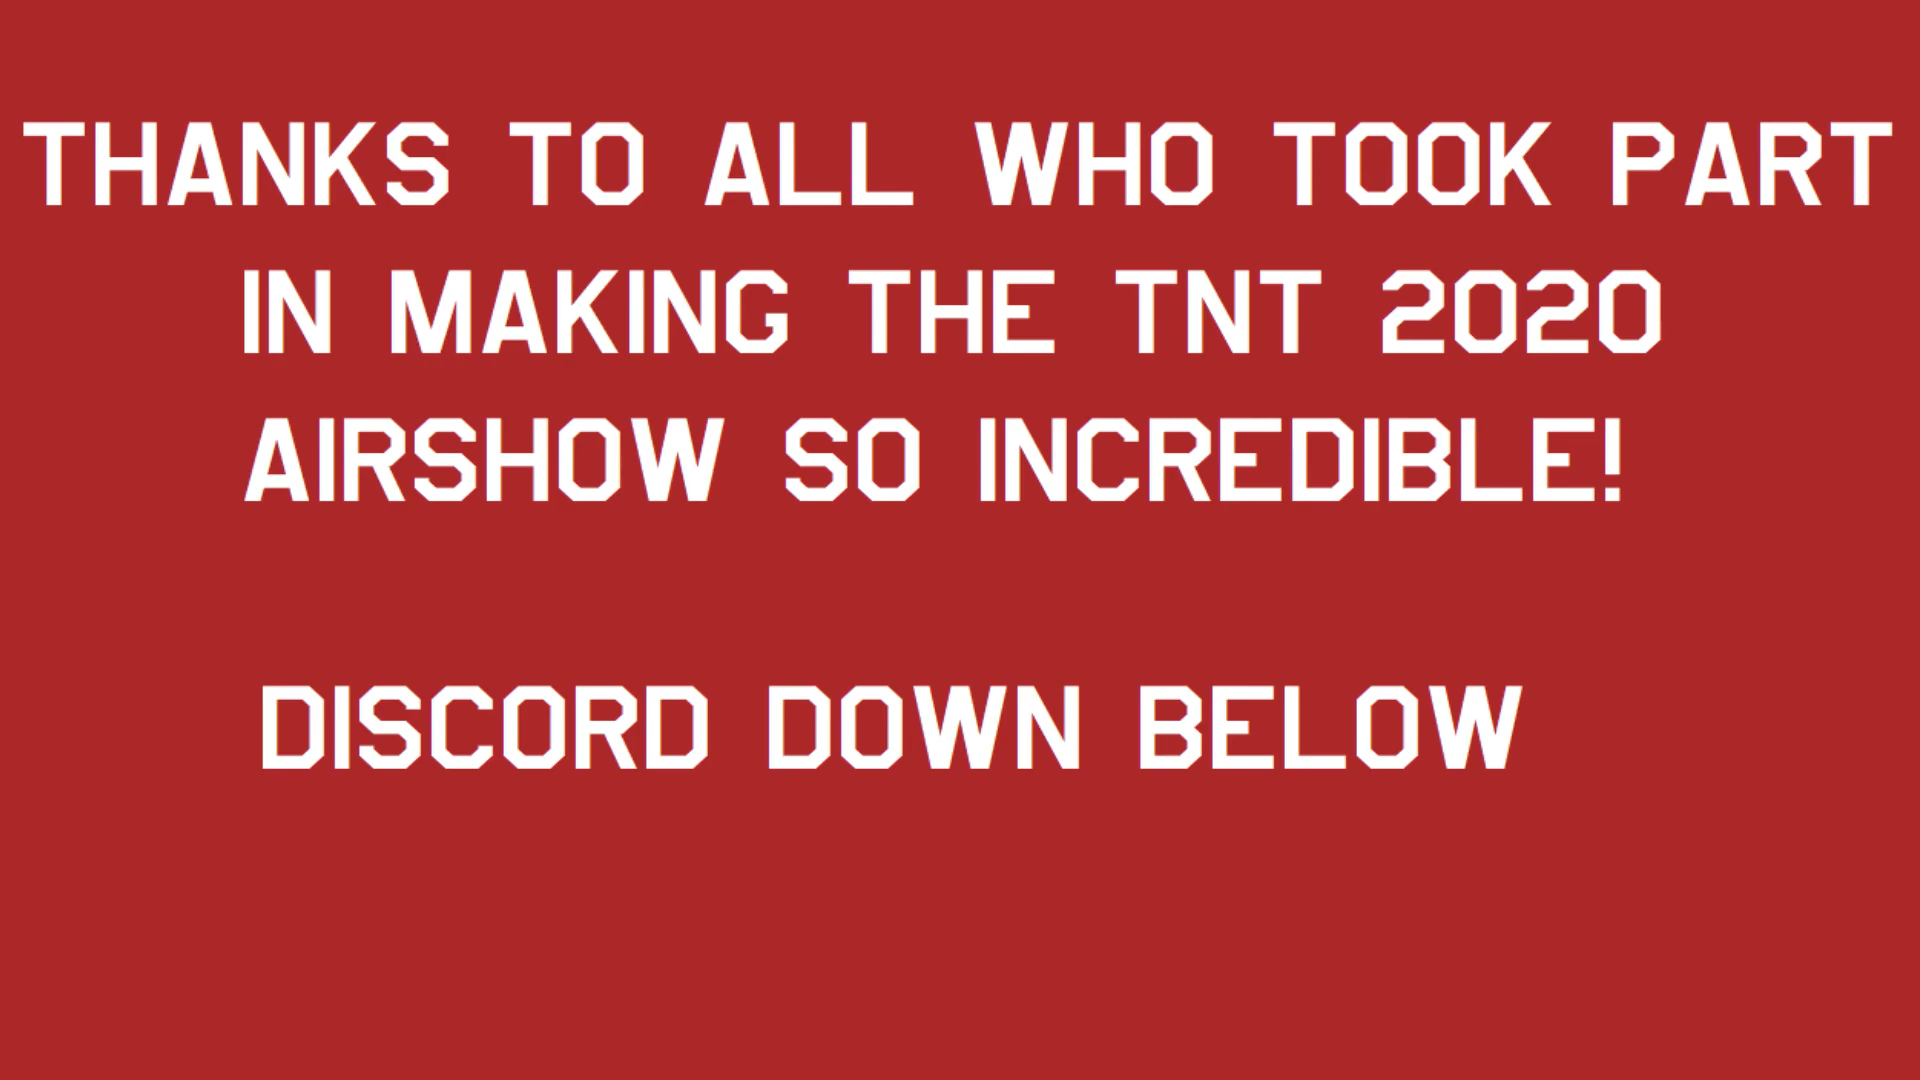 THANKS TO ALL WHO TOOK PART
IN MAKING THE TNT 2020
AIRSHOW SO INCREDIBLE!
DISCORD DOWN BELOW